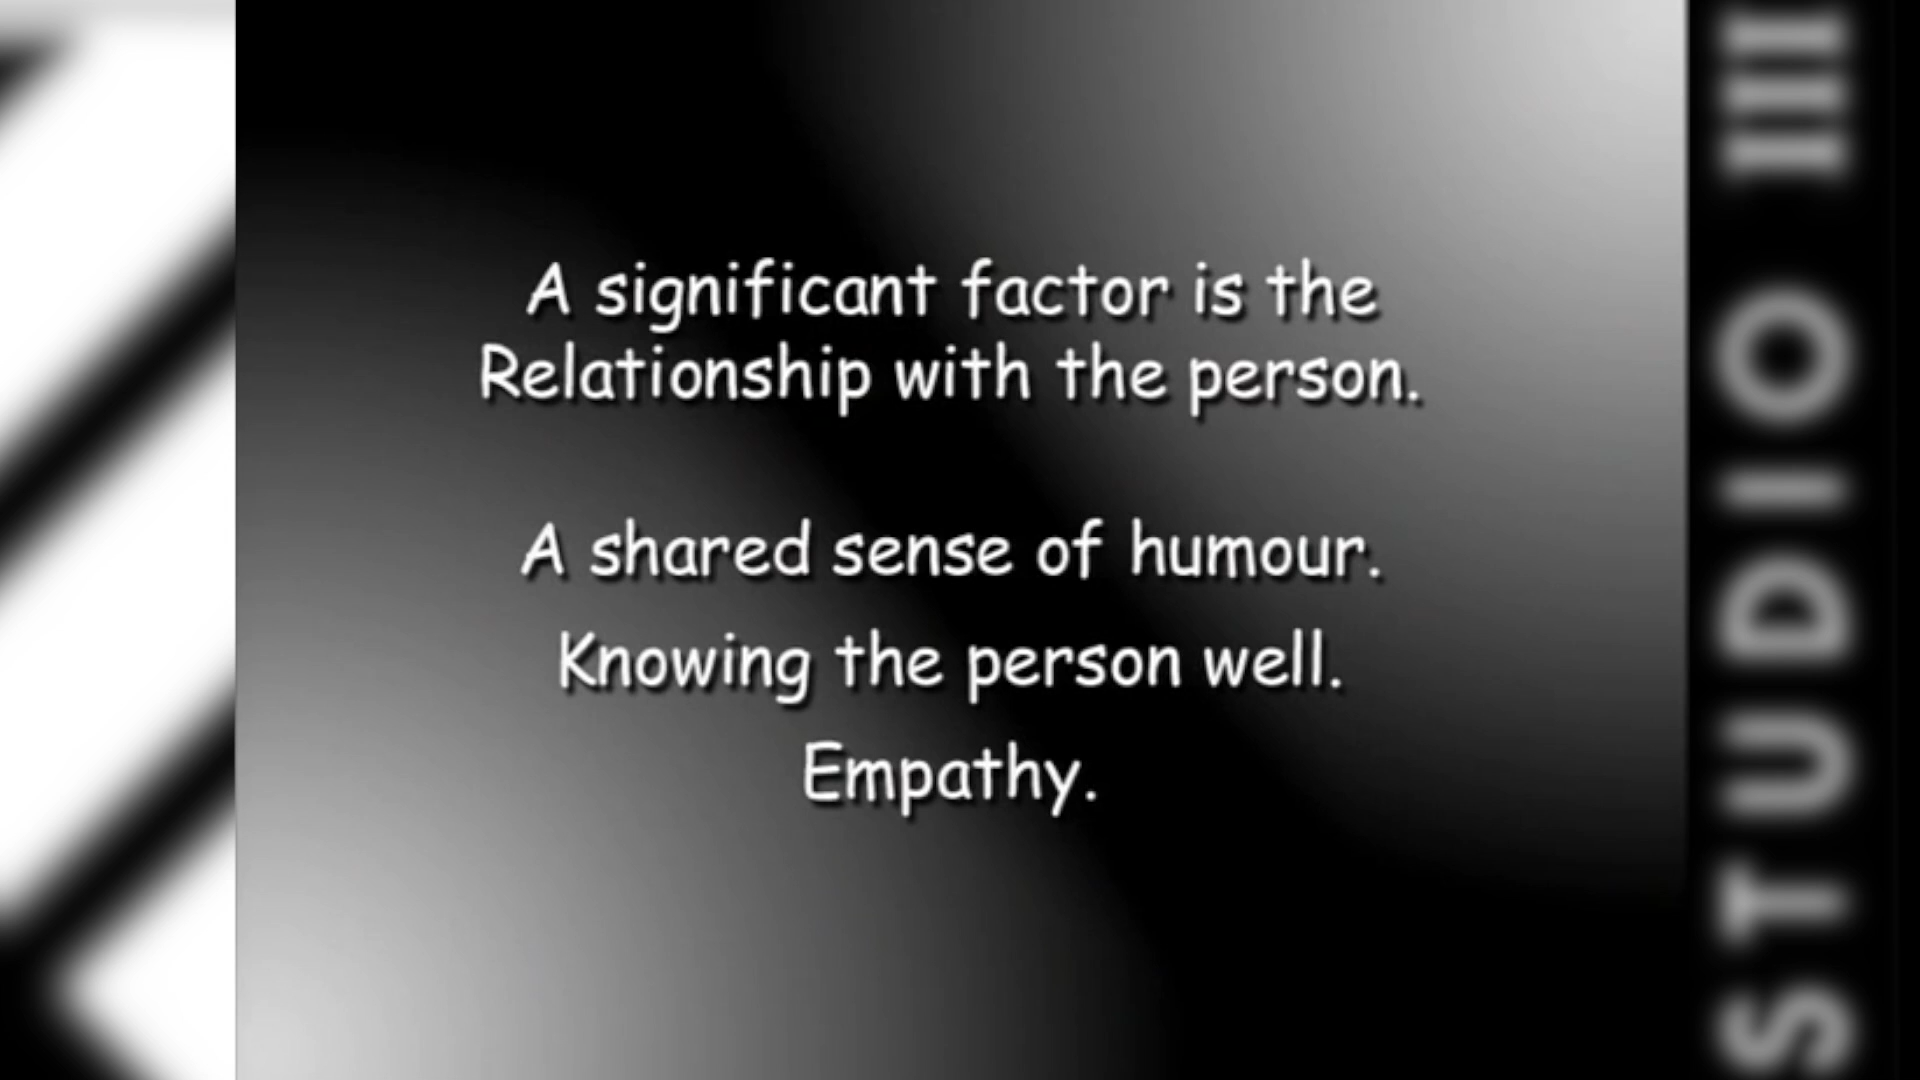 A significant factor is the
Relationship with the person.
A shared sense of humour.
Knowing the person well.
Empathy.
STUDIO III